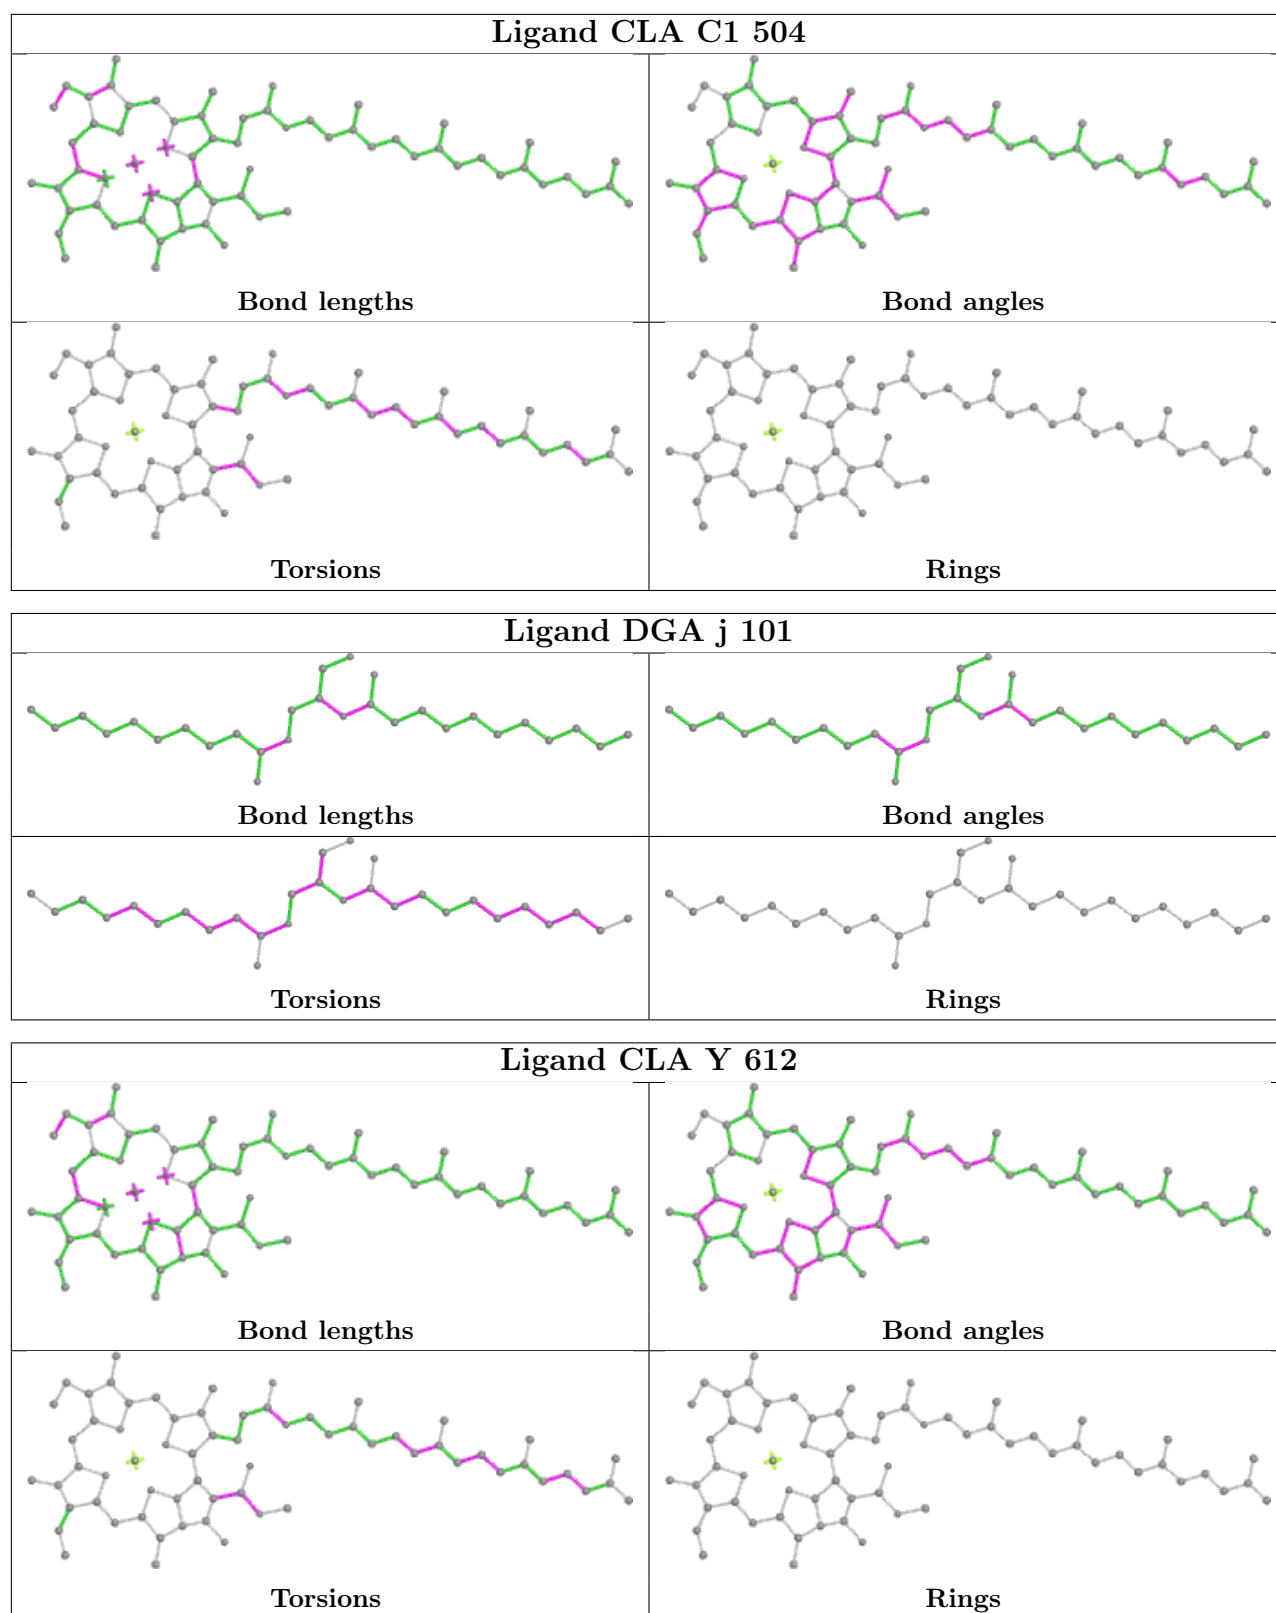 Ligand CLA C1 504
Bond lengths
Bond angles
Torsions
Rings
Ligand DGA j 101
Bond lengths
Bond angles
Torsions
Rings
Ligand CLA Y 612
Bond lengths
Bond angles
Torsions
Rings